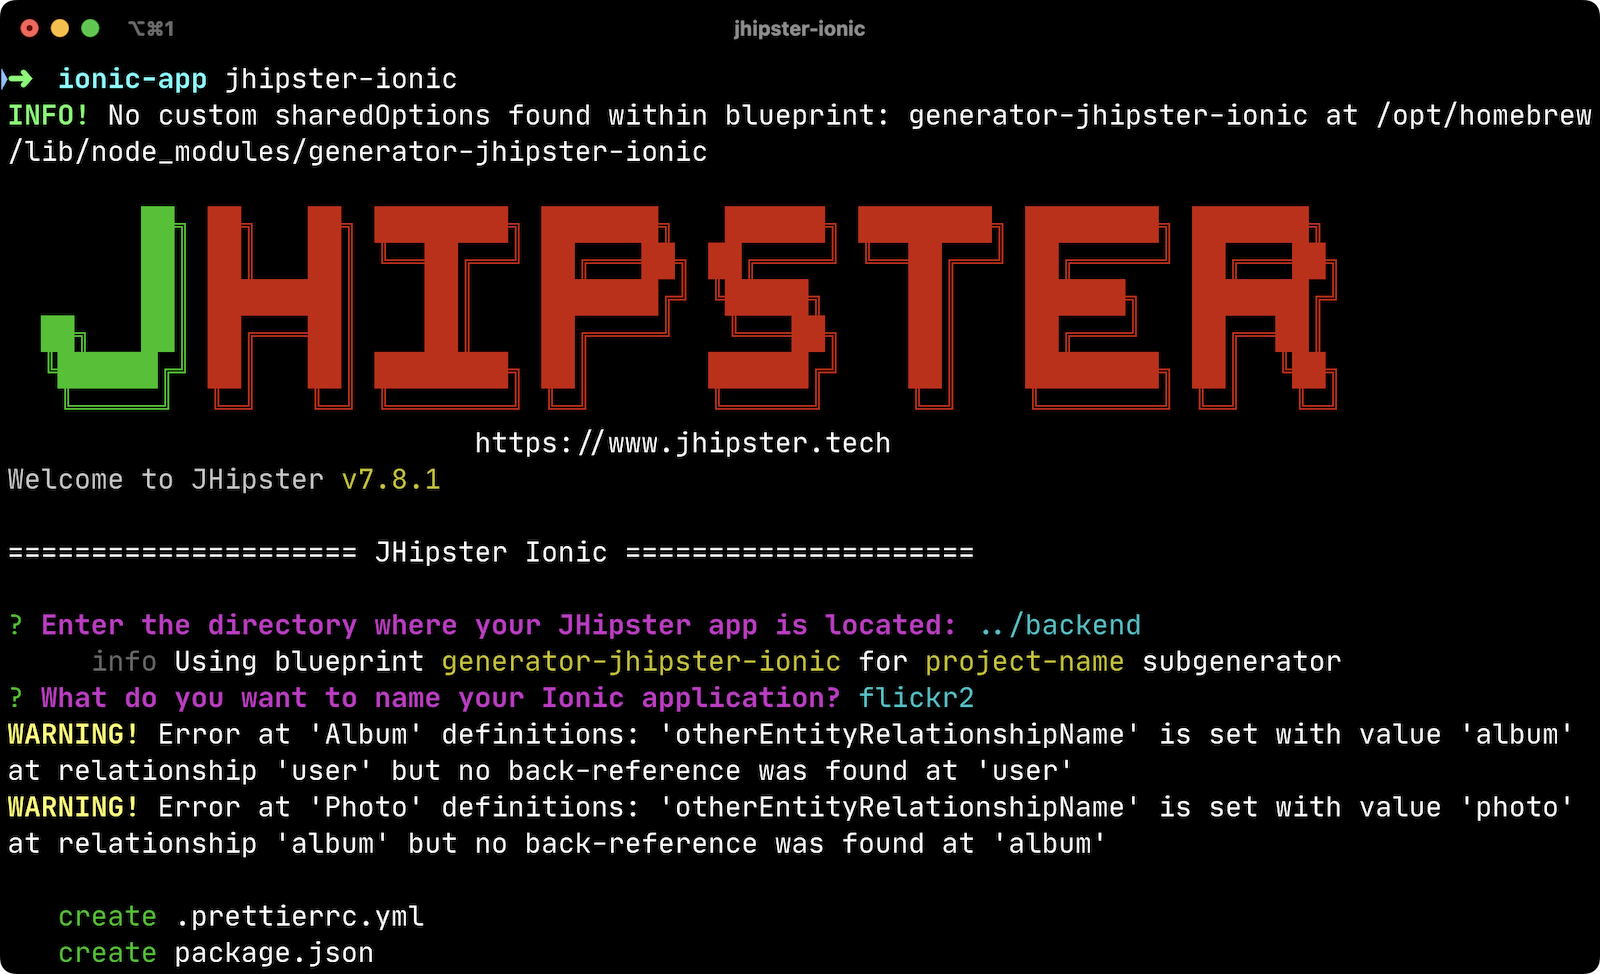 ⌥⌘1 jhipster-ionic
➜ ionic-app jhipster-ionic
INFO! No custom sharedOptions found within blueprint: generator-jhipster-ionic at /opt/homebrew
/lib/node_modules/generator-jhipster-ionic
JHIPSTER
https://www.jhipster.tech
Welcome to JHipster v7.8.1
===================== JHipster Ionic =====================
? Enter the directory where your JHipster app is located: ../backend
info Using blueprint generator-jhipster-ionic for project-name subgenerator
? What do you want to name your Ionic application? flickr2
WARNING! Error at 'Album' definitions: 'otherEntityRelationshipName' is set with value 'album'
at relationship 'user' but no back-reference was found at 'user'
WARNING! Error at 'Photo' definitions: 'otherEntityRelationshipName' is set with value 'photo'
at relationship 'album' but no back-reference was found at 'album'
create .prettierrc.yml
create package.json